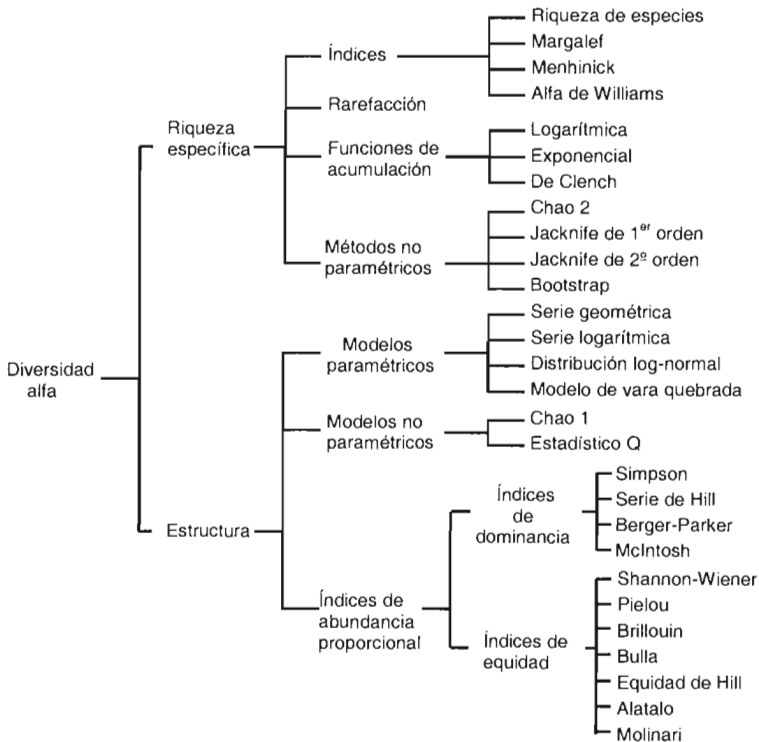 Diversidad
alfa
Riqueza
específica
Índices
Riqueza de especies
Margalef
Menhinick
Alfa de Williams
Rarefacción
Funciones de
acumulación
Logarítmica
Exponencial
De Clench
Métodos no
paramétricos
Chao 2
Jacknife de 1er orden
Jacknife de 2º orden
Bootstrap
Estructura
Modelos
paramétricos
Serie geométrica
Serie logarítmica
Distribución log-normal
Modelo de vara quebrada
Modelos no
paramétricos
Chao 1
Estadístico Q
Índices de
abundancia
proporcional
Índices
de
dominancia
Simpson
Serie de Hill
Berger-Parker
McIntosh
Índices de
equidad
Shannon-Wiener
Pielou
Brillouin
Bulla
Equidad de Hill
Alatalo
Molinari